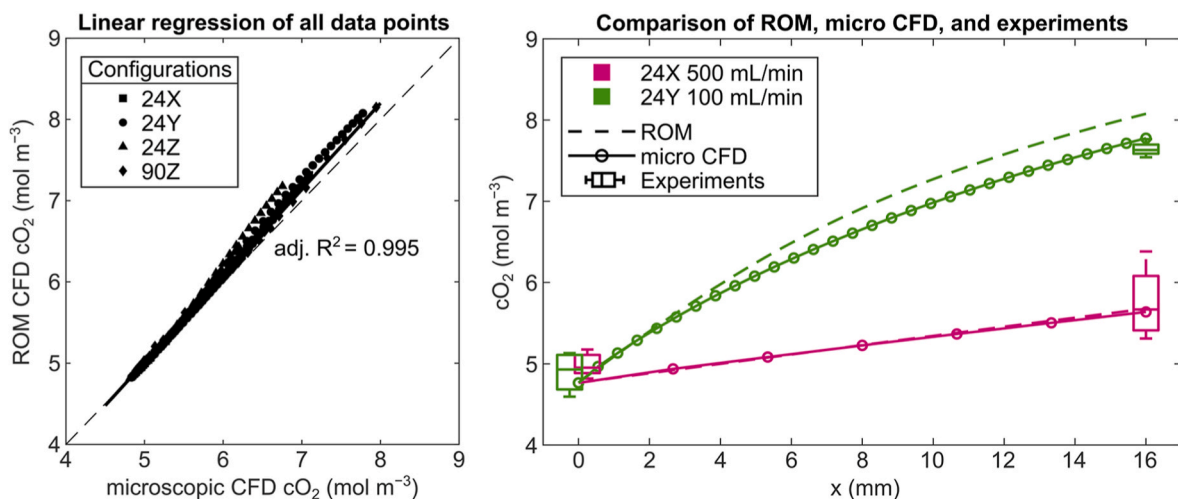 Linear regression of all data points
9
8
7
6
5
4
ROM CFD cO₂ (mol m⁻³)
Configurations
24X
24Y
24Z
90Z
adj. R² = 0.995
4 5 6 7 8 9
microscopic CFD cO₂ (mol m⁻³)
Comparison of ROM, micro CFD, and experiments
9
8
7
6
5
4
cO₂ (mol m⁻³)
24X 500 mL/min
24Y 100 mL/min
ROM
micro CFD
Experiments
0 2 4 6 8 10 12 14 16
x (mm)